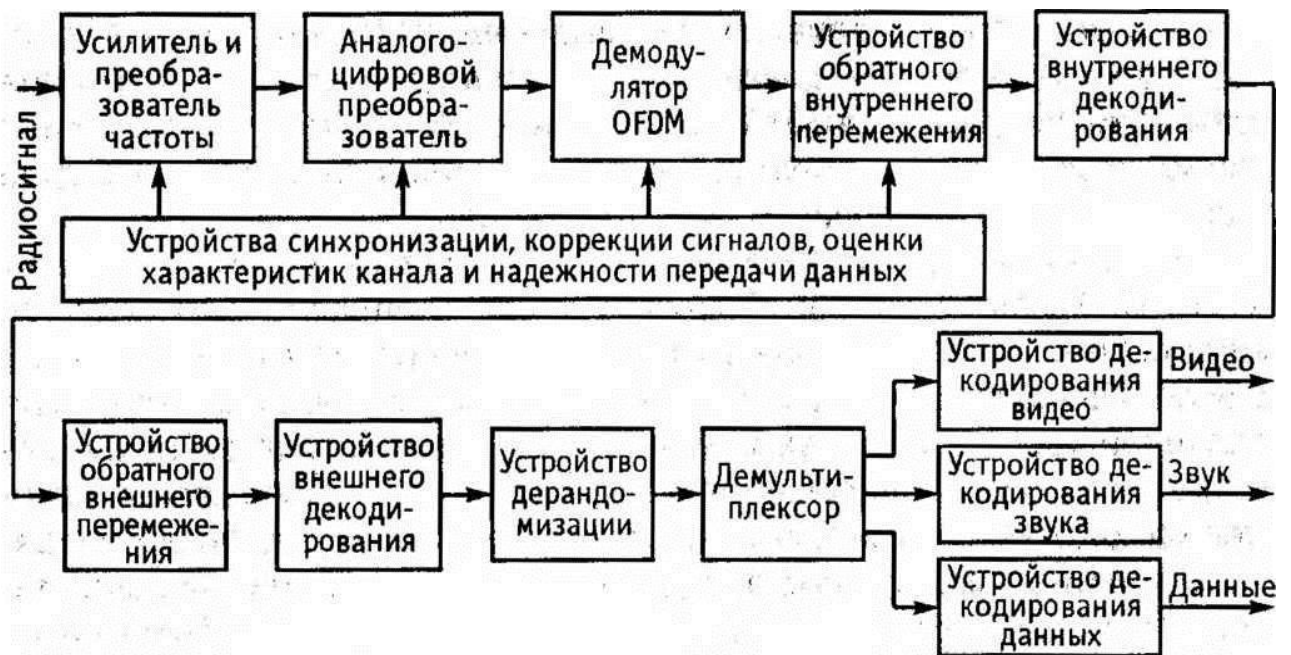 Усилитель и
преобра-
зователь
частоты
Аналого-
цифровой
преобра-
зователь
Демоду-
лятор
OFDM
Устройство
обратного
внутреннего
перемежения
Устройство
внутреннего
декоди-
рования
Радиосигнал
Устройства синхронизации, коррекции сигналов, оценки
характеристик канала и надежности передачи данных
Устройство
обратного
внешнего
перемеже-
ния
Устройство
внешнего
декоди-
рования
Устройство
дерандо-
мизации
Демульти-
плексор
Устройство де-
кодирования
видео
Видео
Устройство де-
кодирования
звука
Звук
Устройство де-
кодирования
данных
Данные